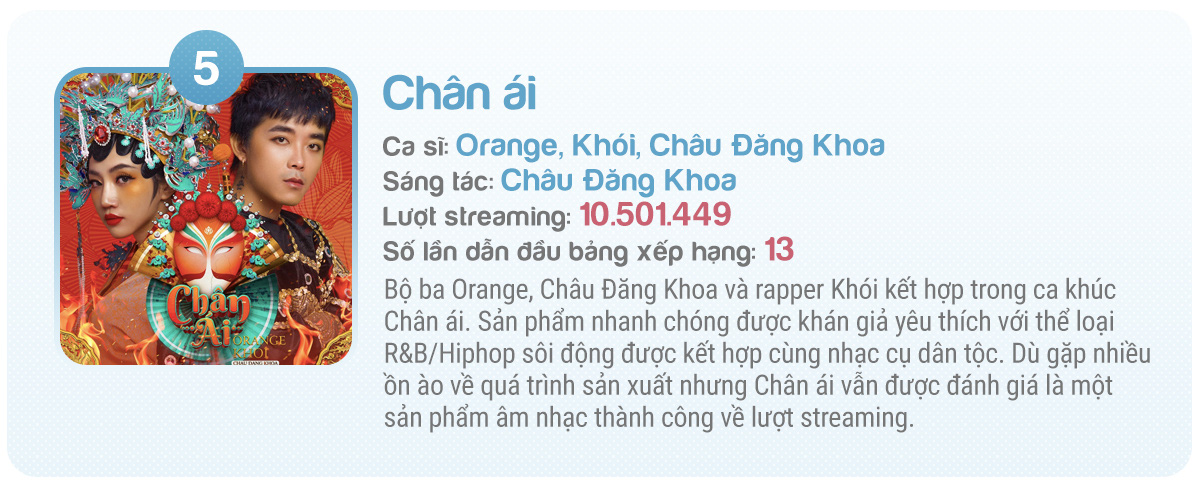 5
Chân ái
Ca sĩ: Orange, Khói, Châu Đăng Khoa
Sáng tác: Châu Đăng Khoa
Lượt streaming: 10.501.449
Số lần dẫn đầu bảng xếp hạng: 13
Bộ ba Orange, Châu Đăng Khoa và rapper Khói kết hợp trong ca khúc
Chân ái. Sản phẩm nhanh chóng được khán giả yêu thích với thể loại
R&B/Hiphop sôi động được kết hợp cùng nhạc cụ dân tộc. Dù gặp nhiều
ồn ào về quá trình sản xuất nhưng Chân ái vẫn được đánh giá là một
sản phẩm âm nhạc thành công về lượt streaming.
Chân
Ái
ORANGE
KHÓI
CHÂU ĐĂNG KHOA